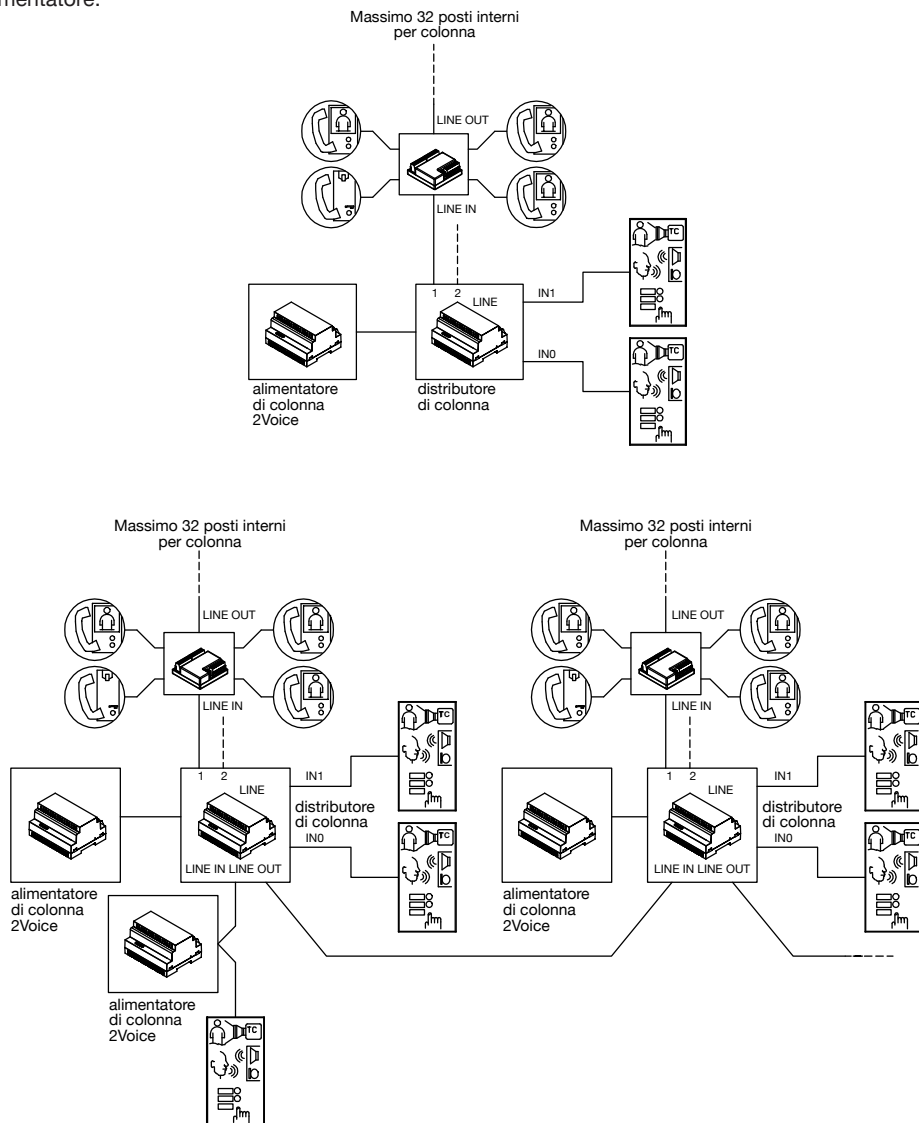 mentatore.
Massimo 32 posti interni
per colonna
LINE OUT
LINE IN
1 2
LINE
IN1
IN0
TC
TC
alimentatore
di colonna
2Voice
distributore
di colonna
Massimo 32 posti interni
per colonna
LINE OUT
LINE IN
1 2
LINE
IN1
distributore
di colonna
IN0
LINE IN LINE OUT
TC
TC
alimentatore
di colonna
2Voice
alimentatore
di colonna
2Voice
TC
Massimo 32 posti interni
per colonna
LINE OUT
LINE IN
1 2
LINE
IN1
distributore
di colonna
IN0
LINE IN LINE OUT
TC
TC
alimentatore
di colonna
2Voice